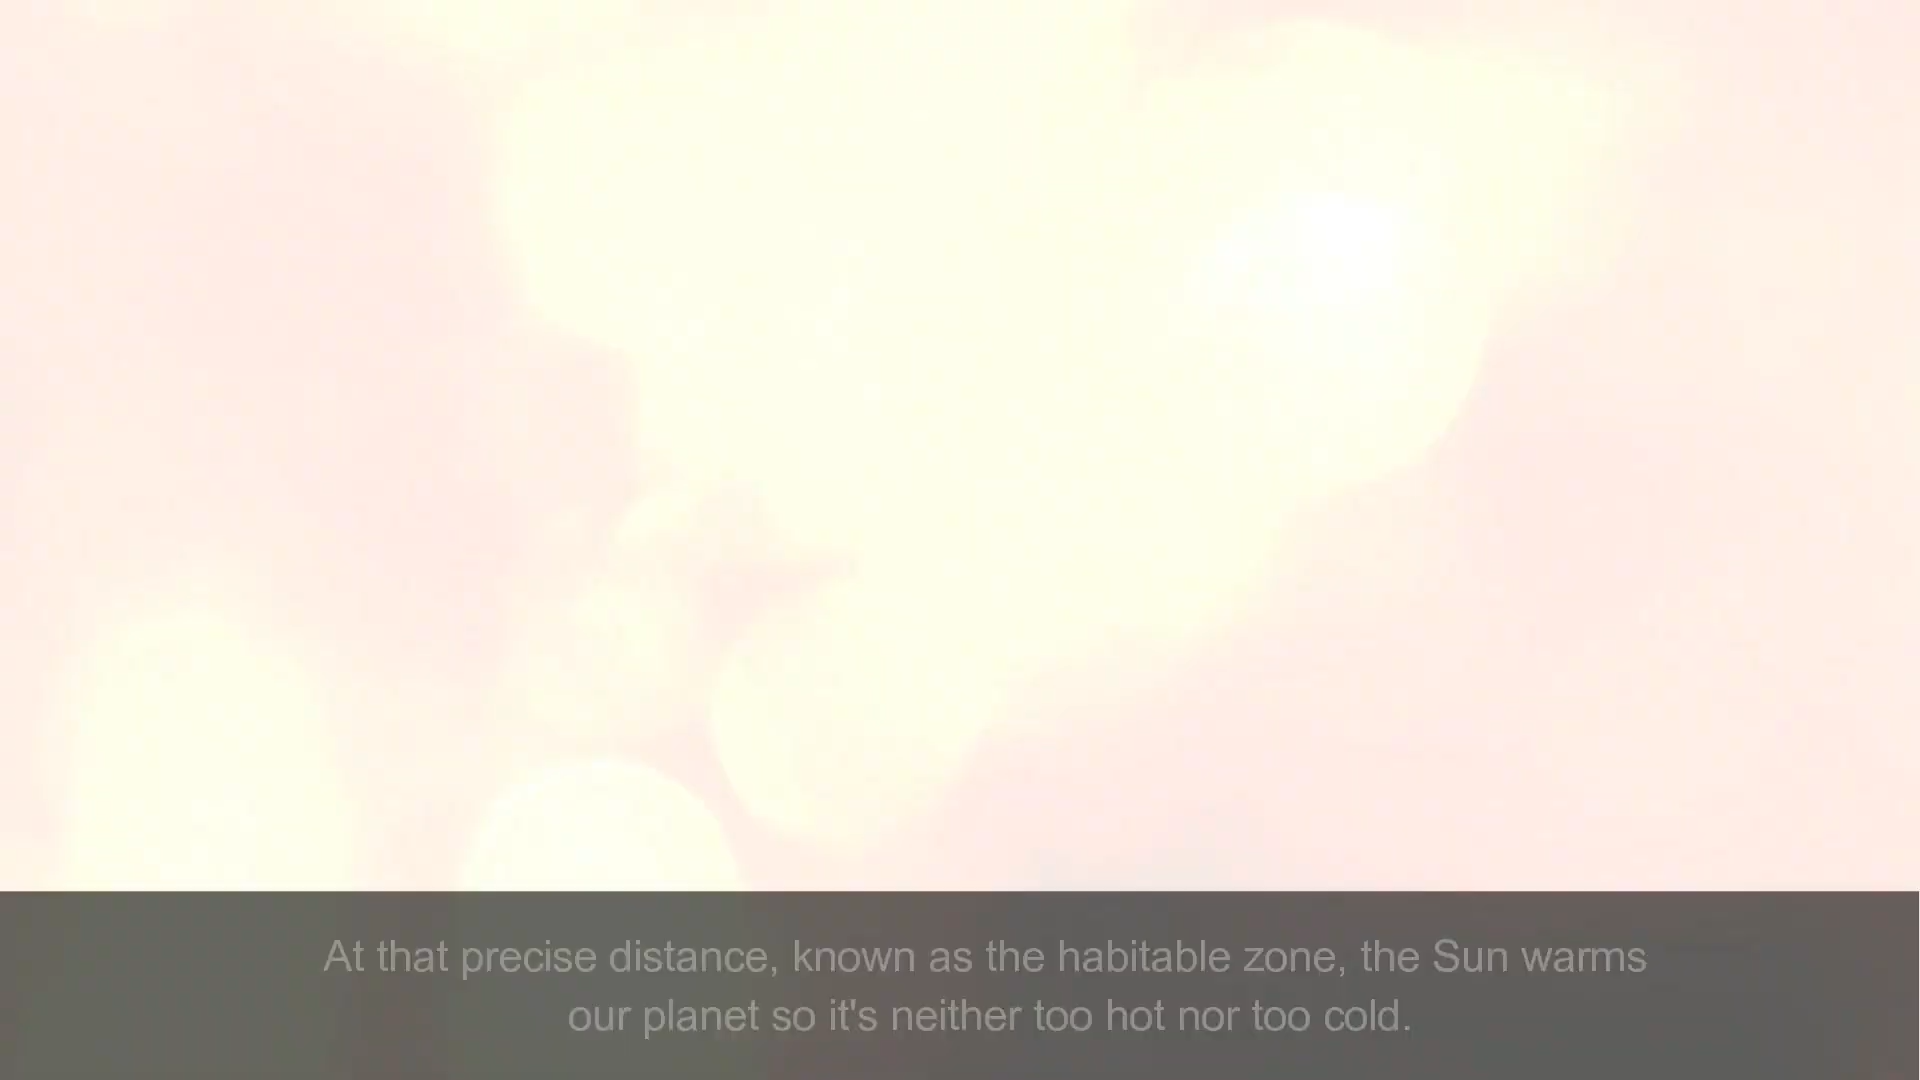 At that precise distance, known as the habitable zone, the Sun warms
our planet so it's neither too hot nor too cold.